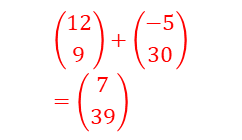 (12 9) + (−5 30)
= (7 39)